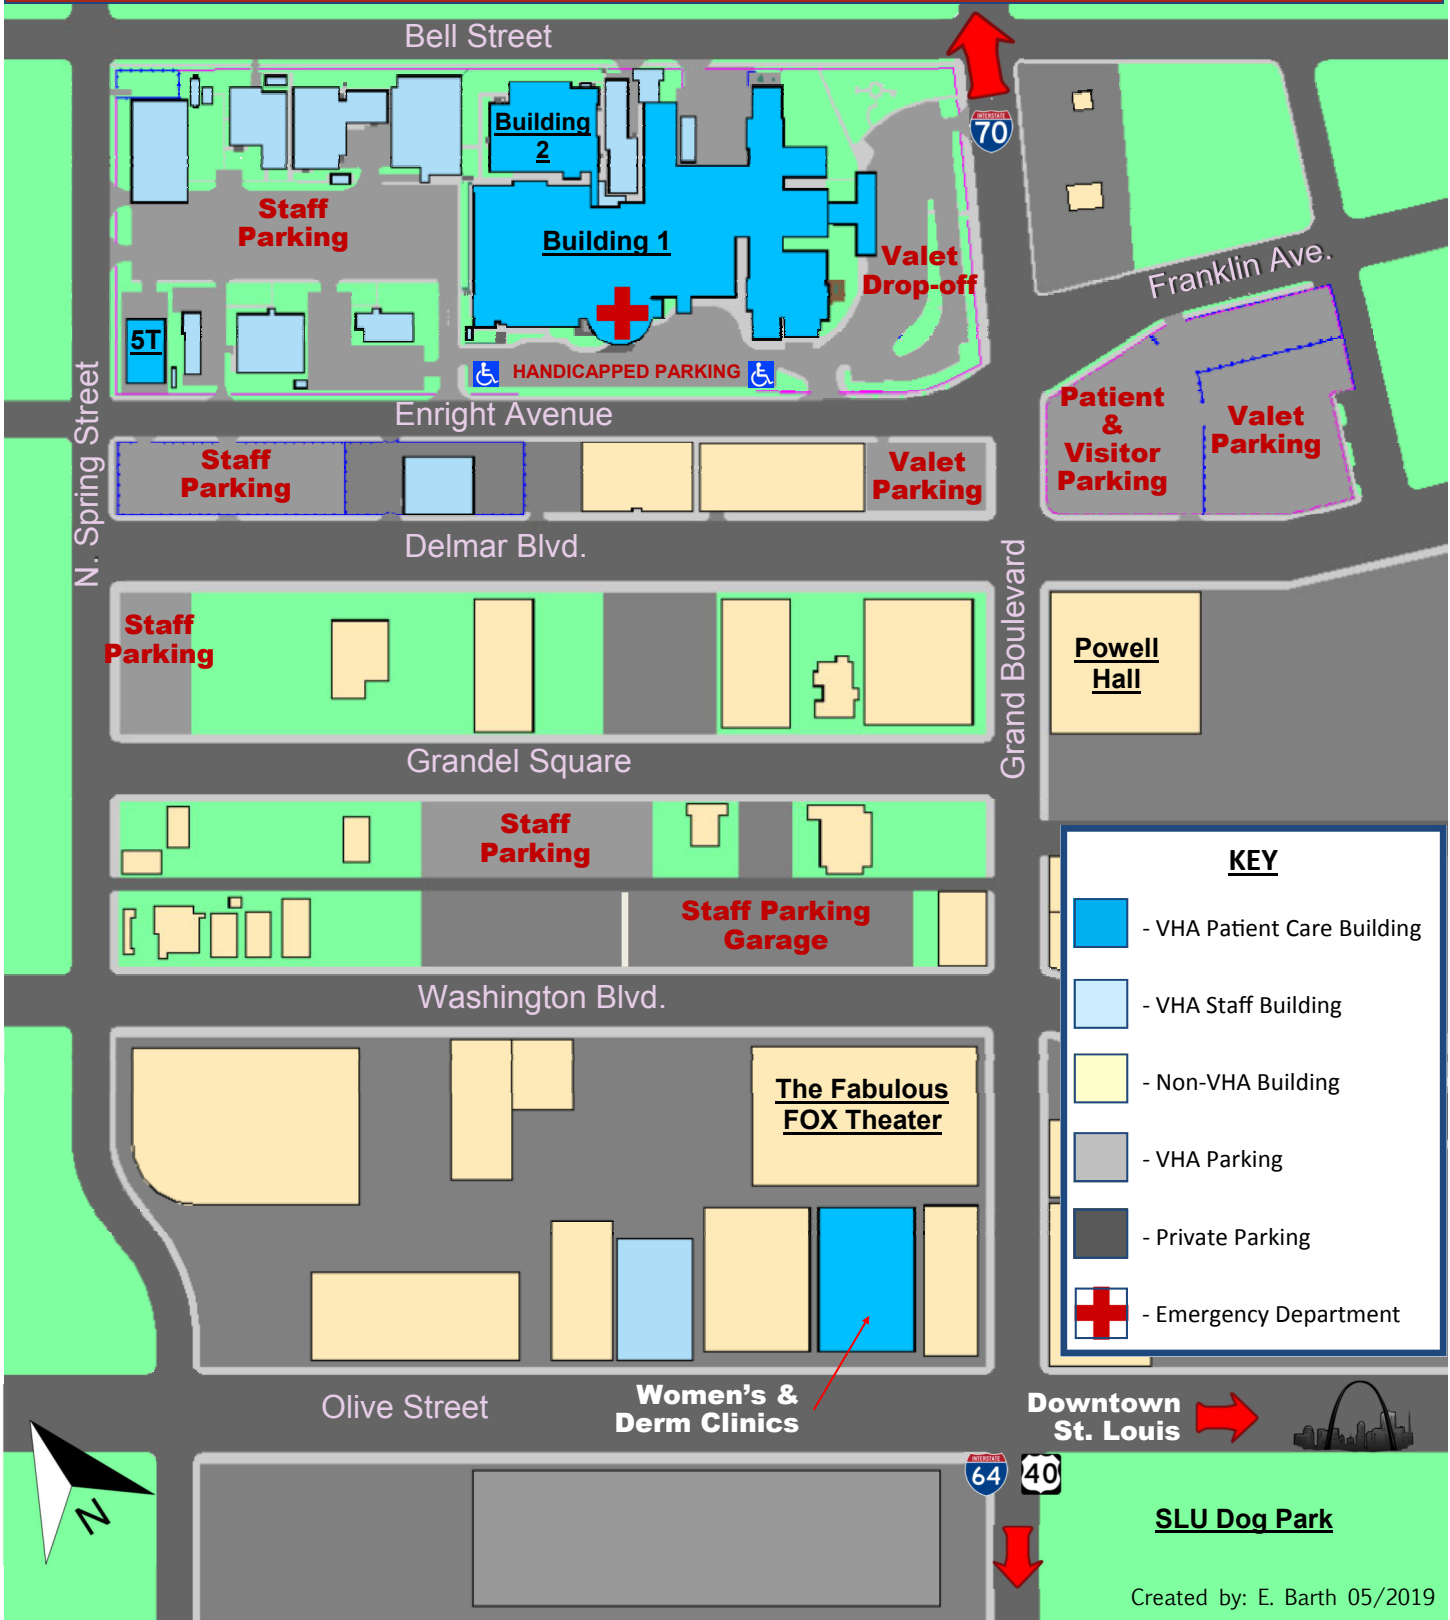 Bell Street
INTERSTATE
70
Building
2
Staff
Parking
Building 1
Valet
Drop-off
Franklin Ave.
5T
HANDICAPPED PARKING
N. Spring Street
Enright Avenue
Patient
&
Visitor
Parking
Valet
Parking
Staff
Parking
Valet
Parking
Delmar Blvd.
Grand Boulevard
Staff
Parking
Powell
Hall
Grandel Square
Staff
Parking
Staff Parking
Garage
Washington Blvd.
KEY
- VHA Patient Care Building
- VHA Staff Building
- Non-VHA Building
- VHA Parking
- Private Parking
- Emergency Department
The Fabulous
FOX Theater
Women's &
Derm Clinics
Olive Street
Downtown
St. Louis
INTERSTATE
64
40
N
SLU Dog Park
Created by: E. Barth 05/2019